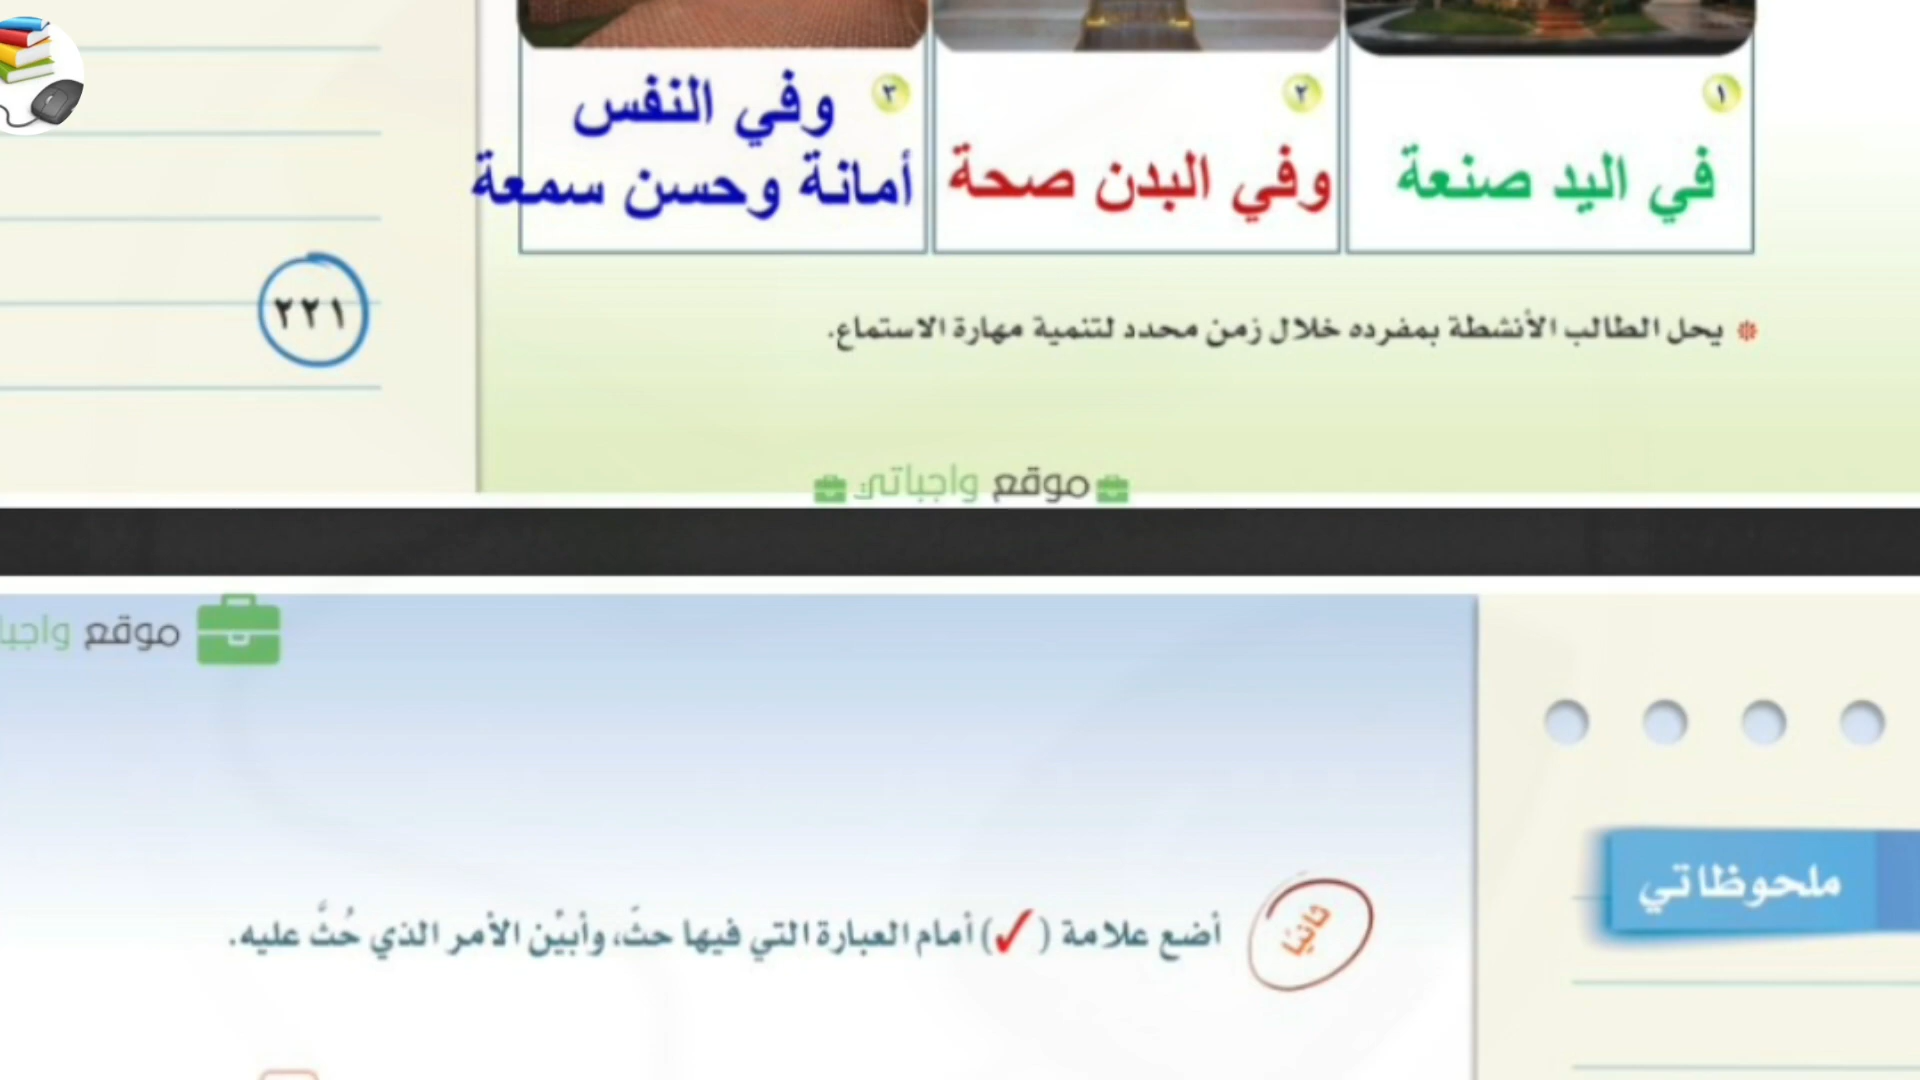 ١
في اليد صنعة
٢
وفي البدن صحة
٣
وفي النفس
أمانة وحسن سمعة
* يحل الطالب الأنشطة بمفرده خلال زمن محدد لتنمية مهارة الاستماع.
٢٢١
موقع واجباتي
موقع واجبا
ملحوظاتي
ثانيًا
أضع علامة (✓) أمام العبارة التي فيها حثّ، وأبيِّن الأمر الذي حُثَّ عليه.